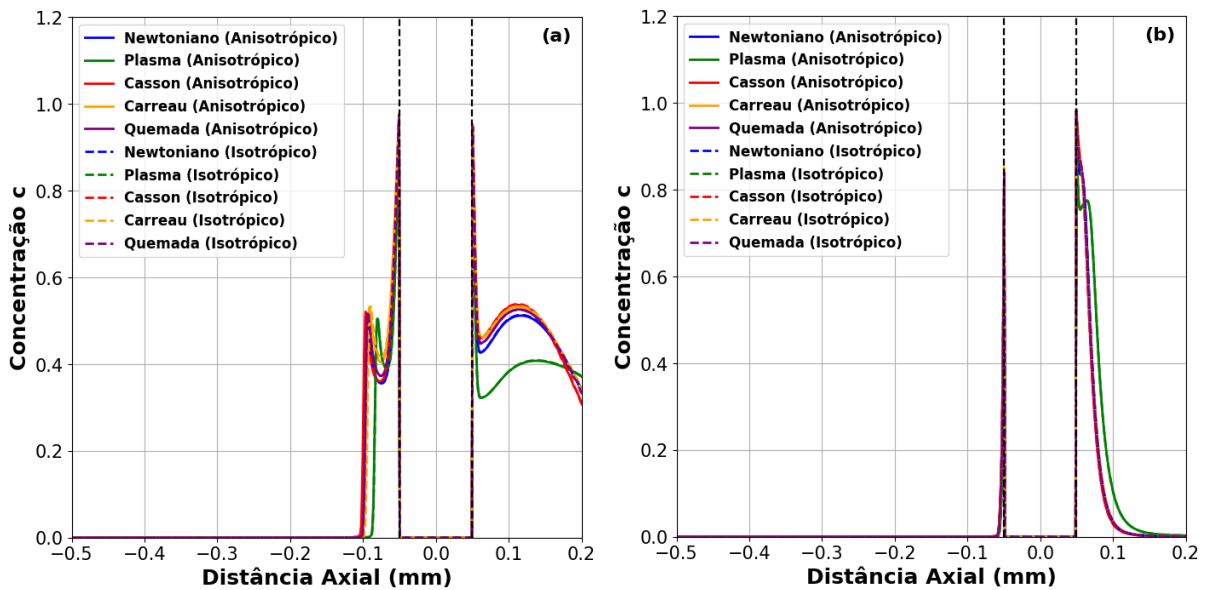 (a)
Newtoniano (Anisotrópico)
Plasma (Anisotrópico)
Casson (Anisotrópico)
Carreau (Anisotrópico)
Quemada (Anisotrópico)
Newtoniano (Isotrópico)
Plasma (Isotrópico)
Casson (Isotrópico)
Carreau (Isotrópico)
Quemada (Isotrópico)
Concentração c
1.2
1.0
0.8
0.6
0.4
0.2
0.0
−0.5 −0.4 −0.3 −0.2 −0.1 0.0 0.1 0.2
Distância Axial (mm)
(b)
Newtoniano (Anisotrópico)
Plasma (Anisotrópico)
Casson (Anisotrópico)
Carreau (Anisotrópico)
Quemada (Anisotrópico)
Newtoniano (Isotrópico)
Plasma (Isotrópico)
Casson (Isotrópico)
Carreau (Isotrópico)
Quemada (Isotrópico)
Concentração c
1.2
1.0
0.8
0.6
0.4
0.2
0.0
−0.5 −0.4 −0.3 −0.2 −0.1 0.0 0.1 0.2
Distância Axial (mm)